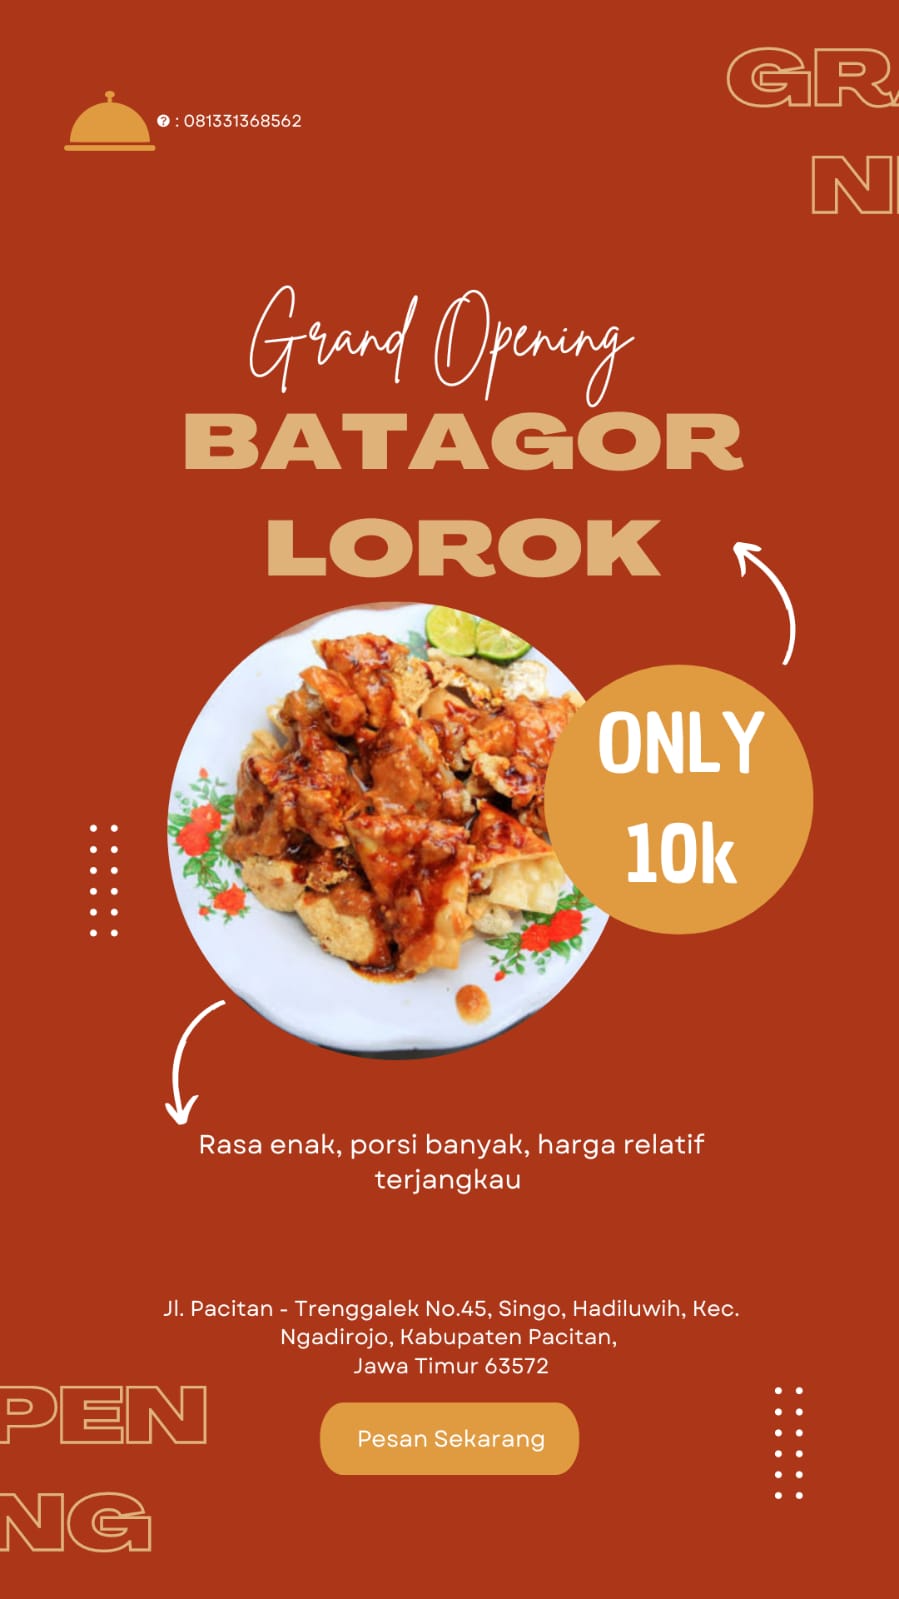 : 081331368562
GRA
N
Grand Opening
BATAGOR
LOROK
ONLY
10k
Rasa enak, porsi banyak, harga relatif
terjangkau
Jl. Pacitan - Trenggalek No.45, Singo, Hadiluwih, Kec.
Ngadirojo, Kabupaten Pacitan,
Jawa Timur 63572
PEN
NG
Pesan Sekarang